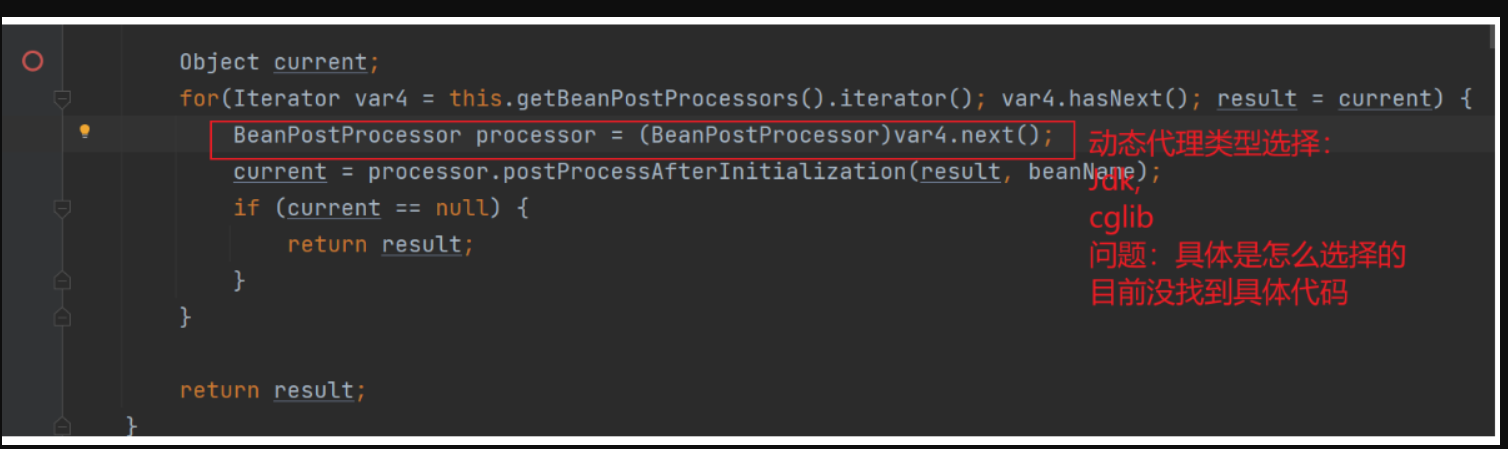 Object current;
for(Iterator var4 = this.getBeanPostProcessors().iterator(); var4.hasNext(); result = current) {
BeanPostProcessor processor = (BeanPostProcessor)var4.next();
动态代理类型选择：
current = processor.postProcessAfterInitialization(result, beanName);
Jdk,
if (current == null) {
cglib
return result;
问题：具体是怎么选择的
}
目前没找到具体代码
}
return result;
}